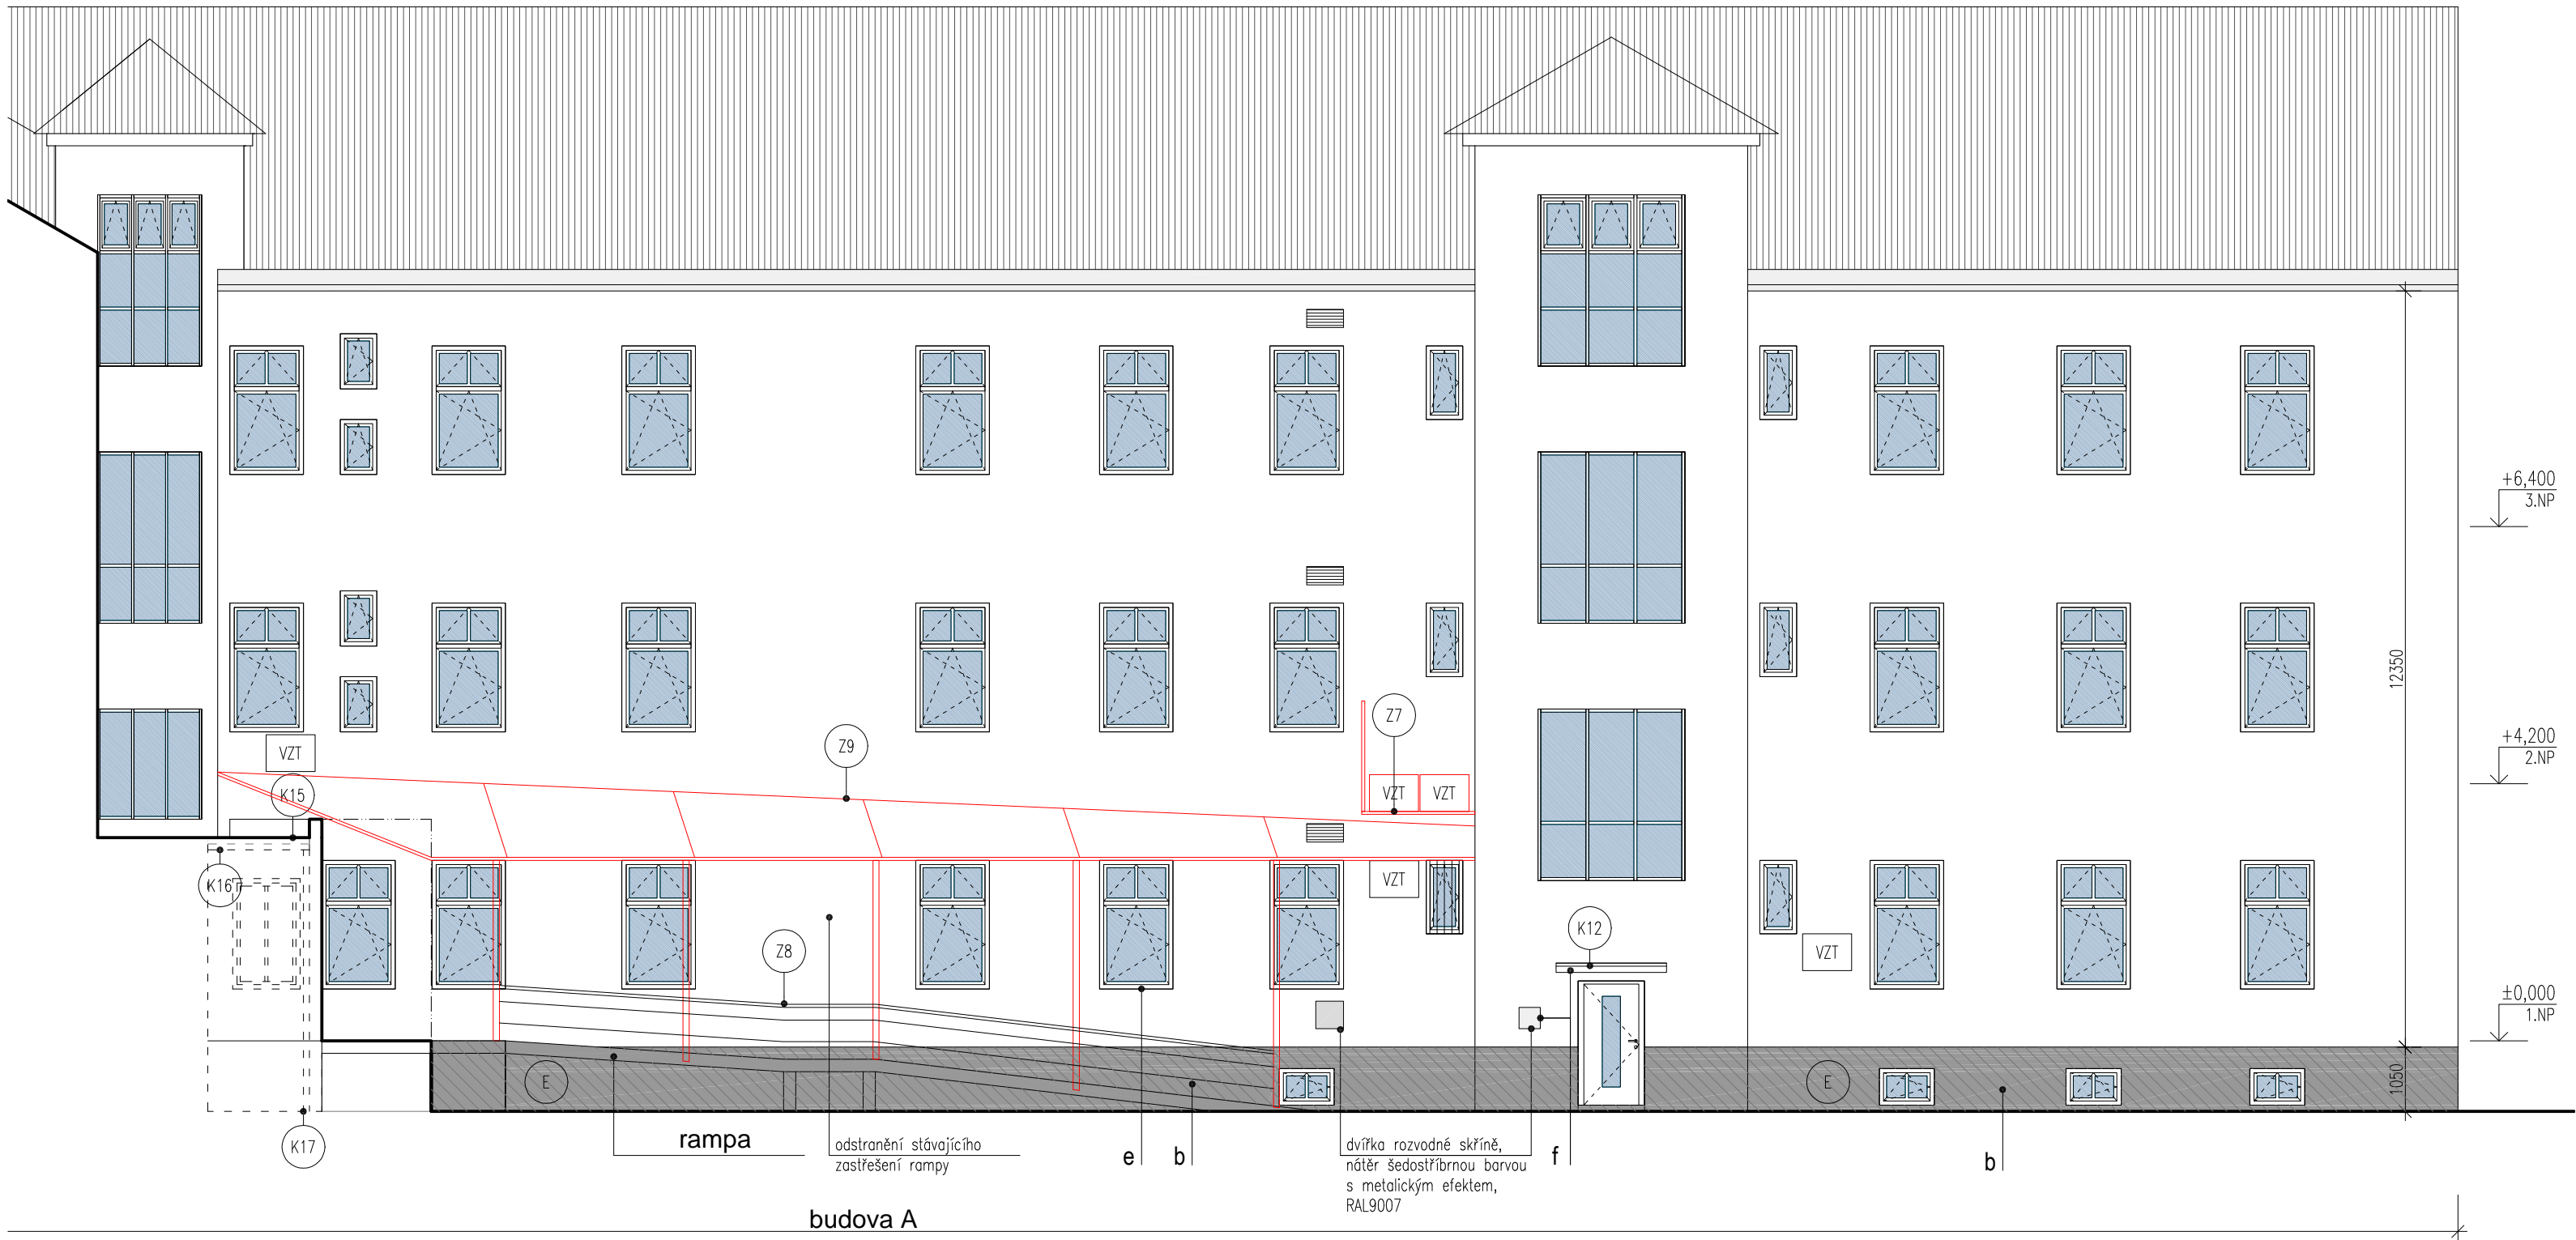 +6,400
3.NP
12350
Z7
Z9
+4,200
2.NP
VZT
VZT
VZT
K15
K16
VZT
K12
Z8
VZT
±0,000
1.NP
E
E
1050
K17
rampa
odstranění stávajícího
zastřešení rampy
e
b
dvířka rozvodné skříně,
nátěr šedostříbrnou barvou
s metalickým efektem,
RAL9007
f
b
budova A